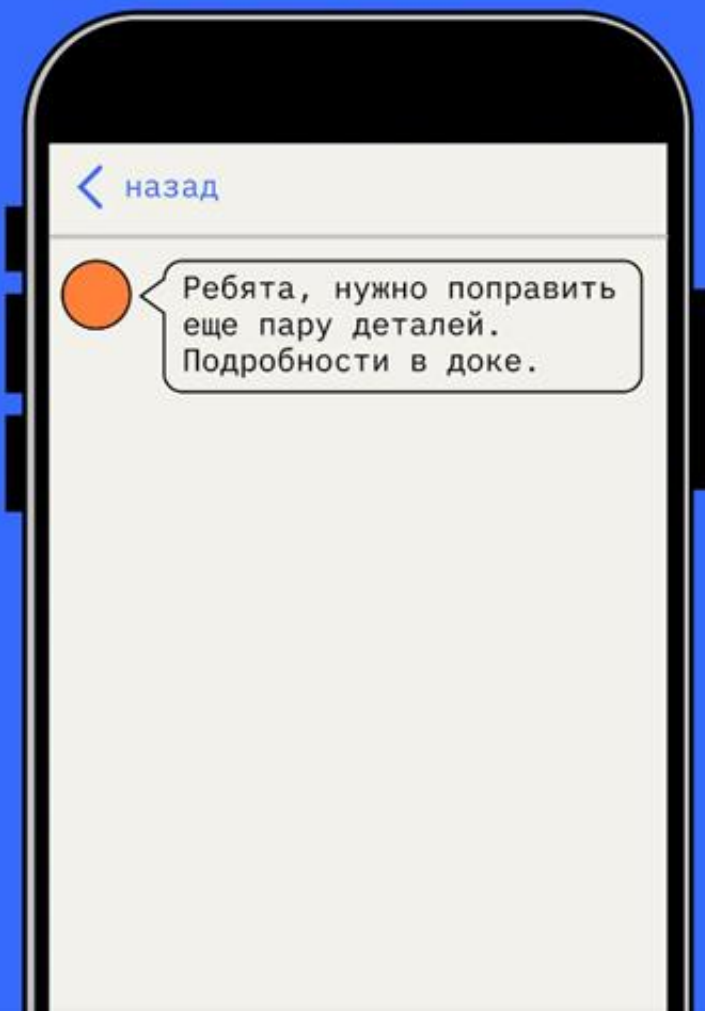 назад
Ребята, нужно поправить
еще пару деталей.
Подробности в доке.